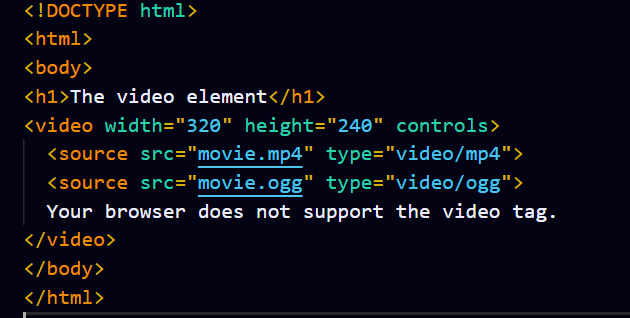 <!DOCTYPE html>
<html>
<body>
<h1>The video element</h1>
<video width="320" height="240" controls>
<source src="movie.mp4" type="video/mp4">
<source src="movie.ogg" type="video/ogg">
Your browser does not support the video tag.
</video>
</body>
</html>